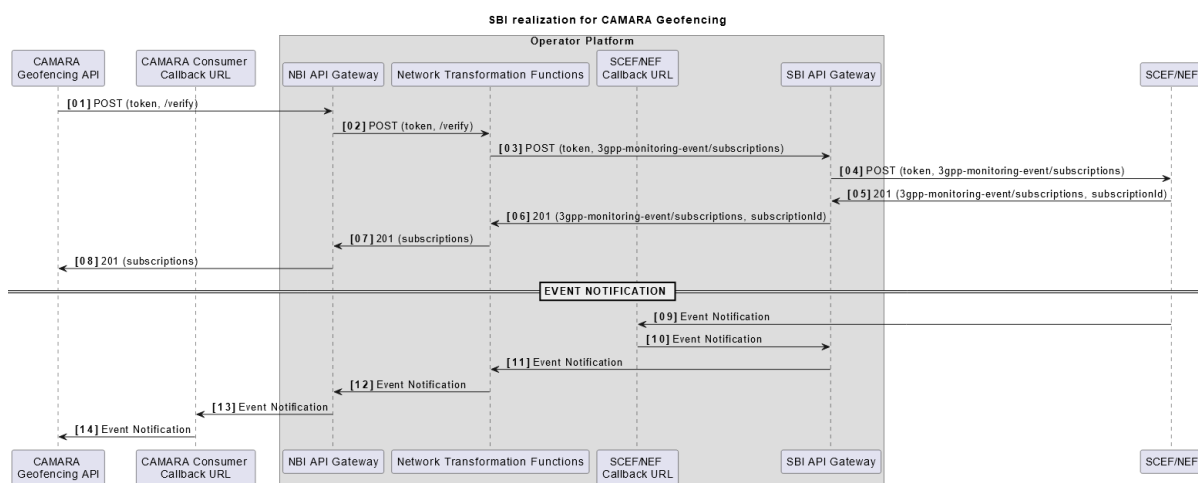 SBI realization for CAMARA Geofencing
Operator Platform
CAMARA
Geofencing API
CAMARA Consumer
Callback URL
NBI API Gateway
Network Transformation Functions
SCEF/NEF
Callback URL
SBI API Gateway
SCEF/NEF
[01] POST (token, /verify)
[02] POST (token, /verify)
[03] POST (token, 3gpp-monitoring-event/subscriptions)
[04] POST (token, 3gpp-monitoring-event/subscriptions)
[05] 201 (3gpp-monitoring-event/subscriptions, subscriptionId)
[06] 201 (3gpp-monitoring-event/subscriptions, subscriptionId)
[07] 201 (subscriptions)
[08] 201 (subscriptions)
EVENT NOTIFICATION
[09] Event Notification
[10] Event Notification
[11] Event Notification
[12] Event Notification
[13] Event Notification
[14] Event Notification
CAMARA
Geofencing API
CAMARA Consumer
Callback URL
NBI API Gateway
Network Transformation Functions
SCEF/NEF
Callback URL
SBI API Gateway
SCEF/NEF